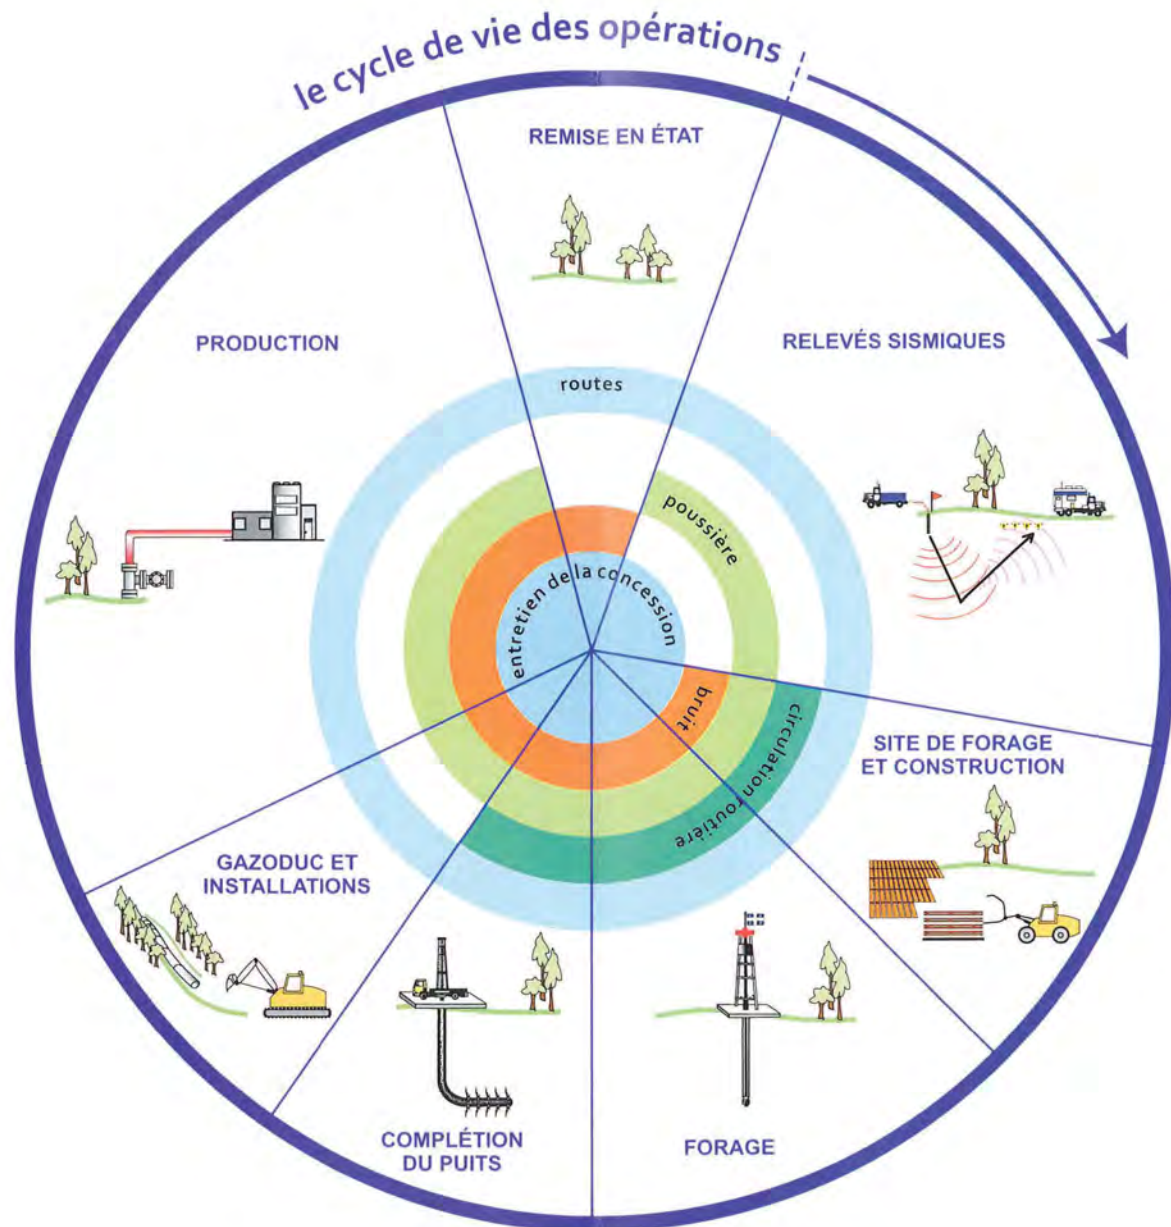 le cycle de vie des opérations
REMISE EN ÉTAT
RELEVÉS SISMIQUES
PRODUCTION
routes
poussière
entretien de la concession
bruit
circulation routière
SITE DE FORAGE
ET CONSTRUCTION
GAZODUC ET
INSTALLATIONS
COMPLÉTION
DU PUITS
FORAGE